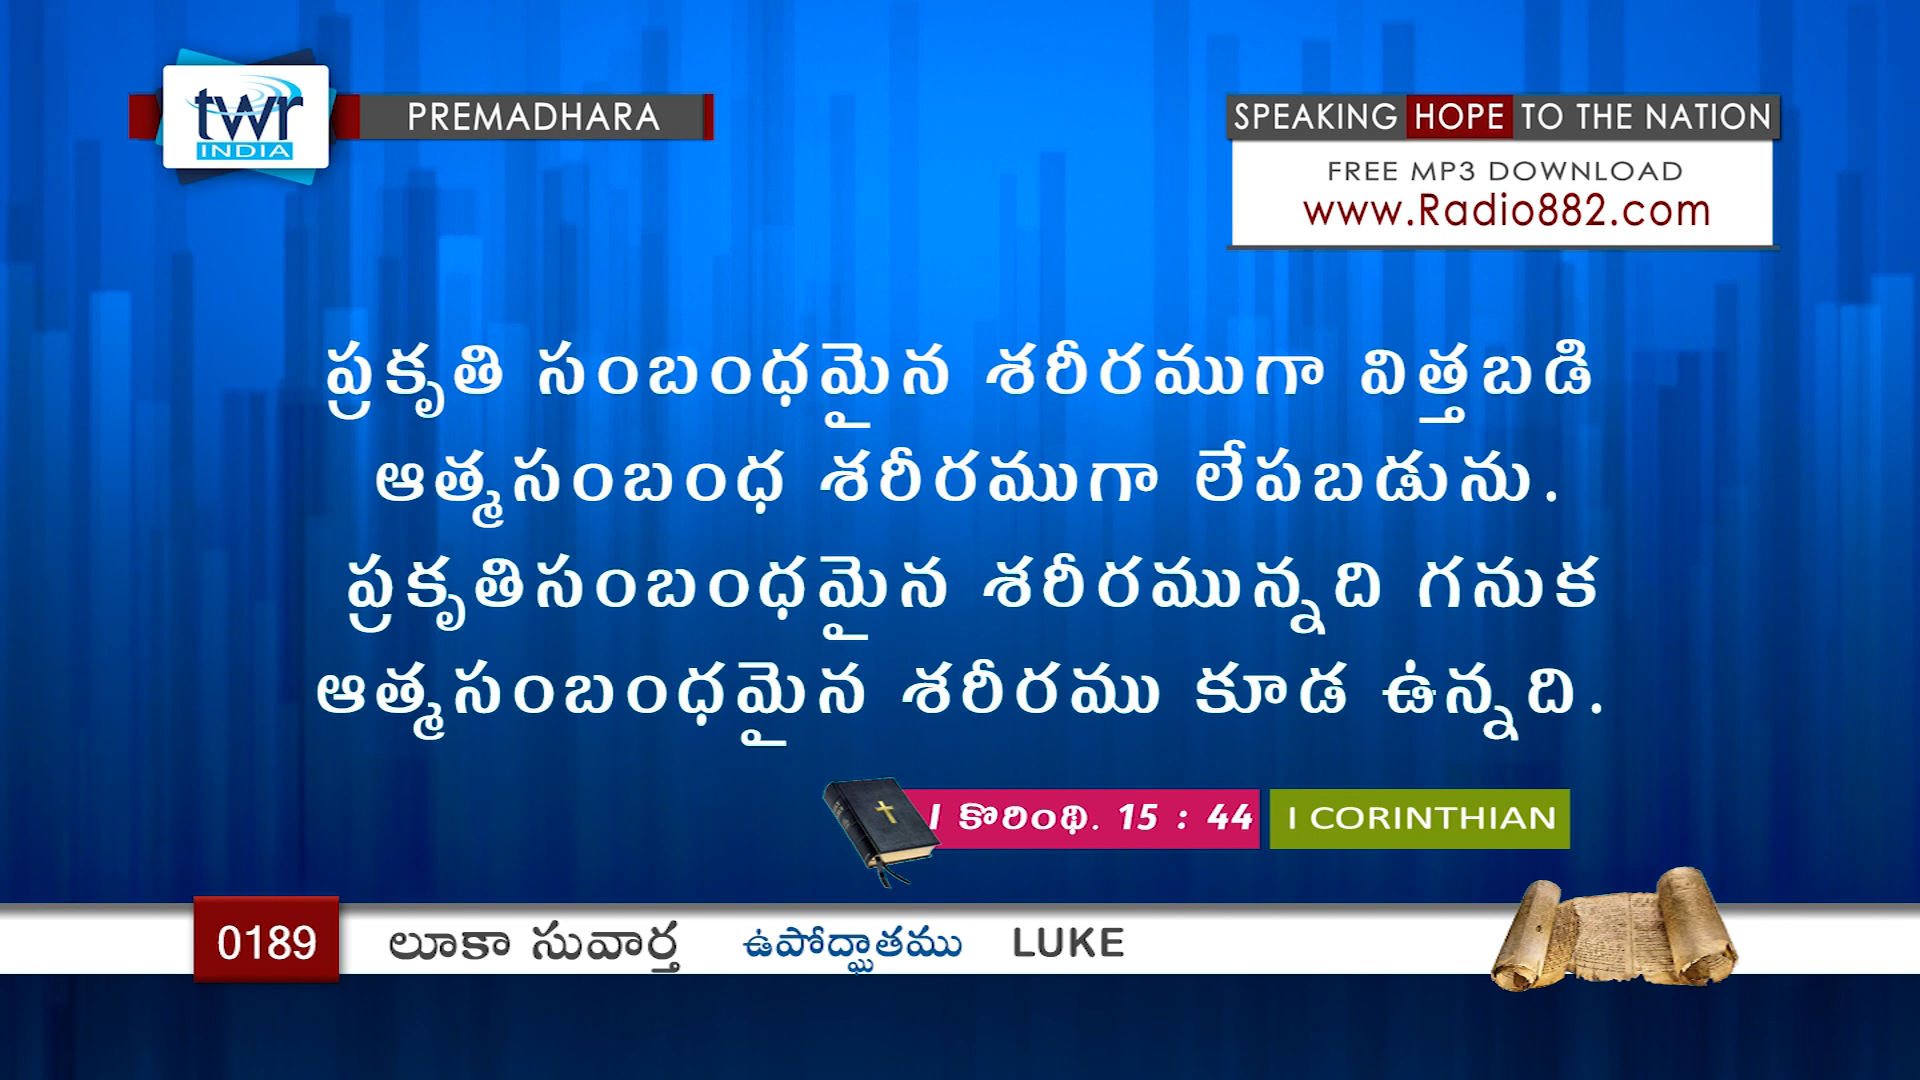 twr
INDIA
PREMADHARA
SPEAKING HOPE TO THE NATION
FREE MP3 DOWNLOAD
www.Radio882.com
ప్రకృతి సంబంధమైన శరీరముగా విత్తబడి
ఆత్మసంబంధ శరీరముగా లేపబడును.
ప్రకృతిసంబంధమైన శరీరమున్నది గనుక
ఆత్మసంబంధమైన శరీరము కూడ ఉన్నది.
I కొరింథి. 15 : 44 I CORINTHIAN
0189 లూకా సువార్త ఉపోద్ఘాతము LUKE